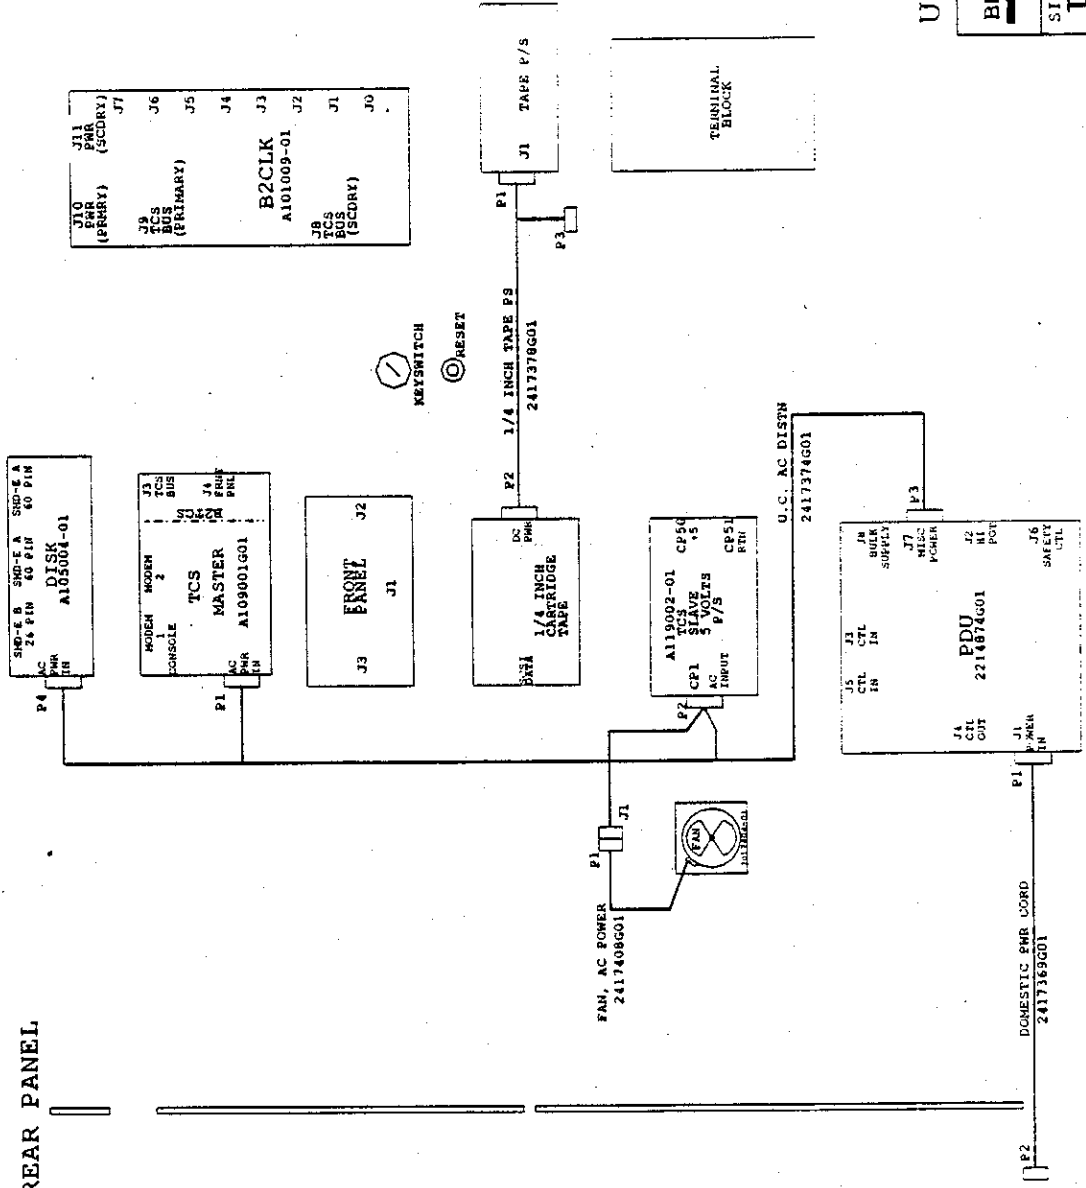 REAR PANEL
SMD-E B SMD-E A SMD-E A
26 PIN 60 PIN 60 PIN
DISK
A105004-01
AC
PWR
IN
P4
MODEM MODEM
1 2
CONSOLE
TCS
MASTER
A109001G01
J3
TCS
BUS
J4
FRNT
PNL
AC
PWR
IN
P1
FRONT
PANEL
J3
J1
J2
DATA
1/4 INCH
CARTRIDGE
TAPE
DC
PWR
P2
1/4 INCH TAPE PS
2417378G01
P1
P3
J1
TAPE P/S
TERMINAL
BLOCK
KEYSWITCH
RESET
J10
PWR
(PRMRY)
J11
PWR
(SCDRY)
J9
TCS
BUS
(PRIMARY)
J8
TCS
BUS
(SCDRY)
B2CLK
A101009-01
J7
J6
J5
J4
J3
J2
J1
J0
A119002-01
TCS
SLAVE
5 VOLTS
P/S
CP1
AC
INPUT
CP50
+5
CP51
RTN
P2
U.C. AC DISTN
2417374G01
P3
P1
J1
FAN
FAN, AC POWER
2417408G01
J8
BULK
SUPPLY
J7
MISC
POWER
J2
HI
POT
J6
SAFETY
CTL
J3
CTL
IN
J5
CTL
IN
PDU
2214874G01
J4
CTL
OUT
J1
POWER
IN
P1
DOMESTIC PWR CORD
2417369G01
P2
U